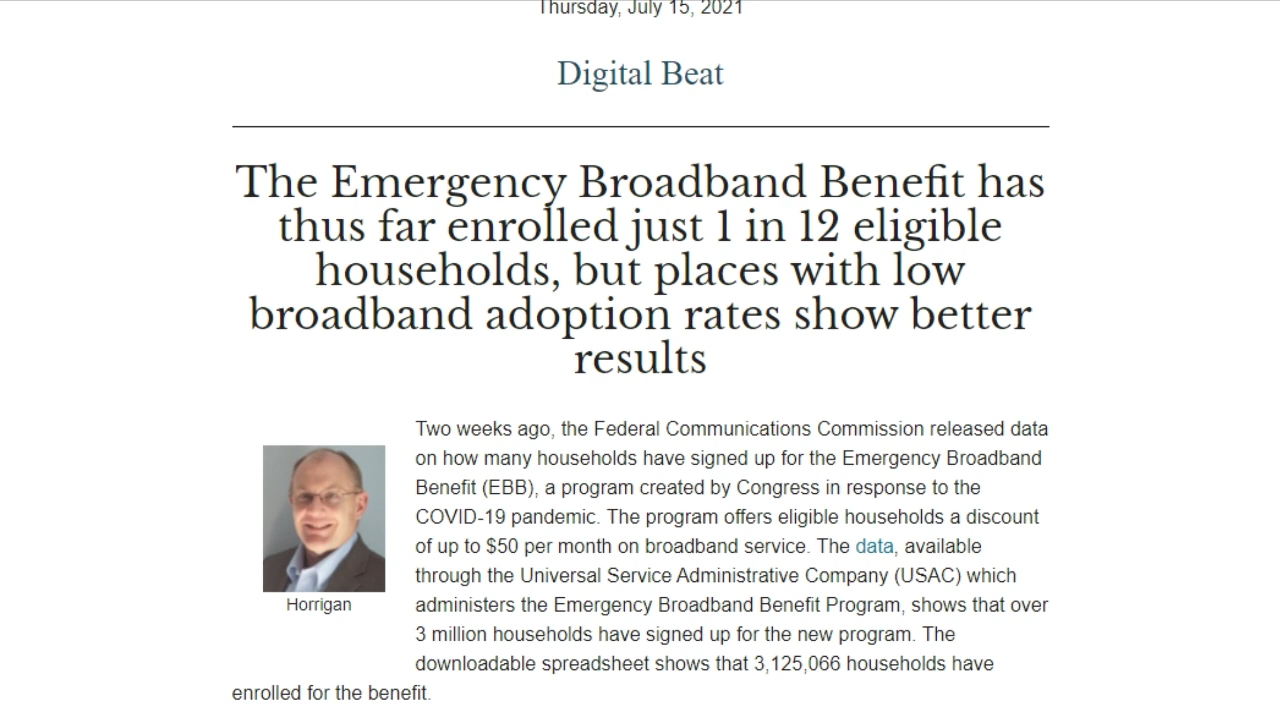 Thursday, July 15, 2021
Digital Beat
The Emergency Broadband Benefit has
thus far enrolled just 1 in 12 eligible
households, but places with low
broadband adoption rates show better
results
Two weeks ago, the Federal Communications Commission released data
on how many households have signed up for the Emergency Broadband
Benefit (EBB), a program created by Congress in response to the
COVID-19 pandemic. The program offers eligible households a discount
of up to $50 per month on broadband service. The data, available
through the Universal Service Administrative Company (USAC) which
administers the Emergency Broadband Benefit Program, shows that over
3 million households have signed up for the new program. The
downloadable spreadsheet shows that 3,125,066 households have
enrolled for the benefit.
Horrigan